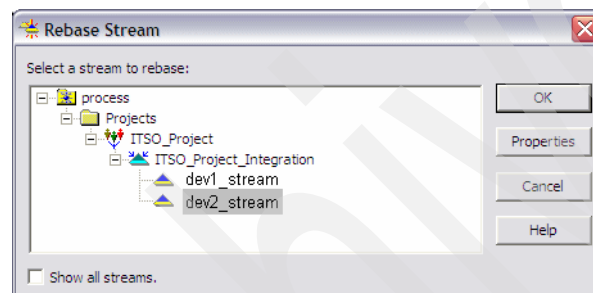 Rebase Stream
Select a stream to rebase:
process
Projects
ITSO_Project
ITSO_Project_Integration
dev1_stream
dev2_stream
OK
Properties
Cancel
Help
Show all streams.